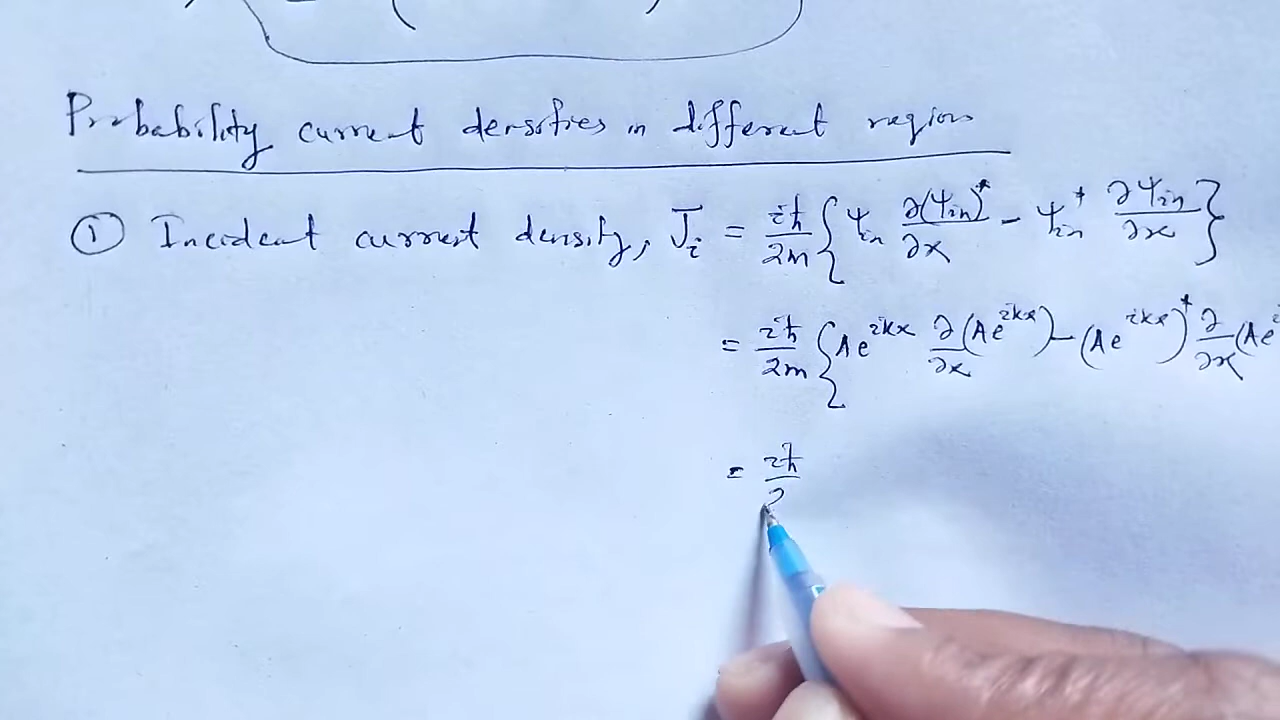 Probability current densities in different region
① Incident current density, J_i = iħ/2m { ψ_in ∂(ψ_in)*/∂x - ψ_in* ∂ψ_in/∂x }
= iħ/2m { Ae^{ikx} ∂/∂x (Ae^{ikx}) - (Ae^{ikx})* ∂/∂x (Ae^i
= iħ/2